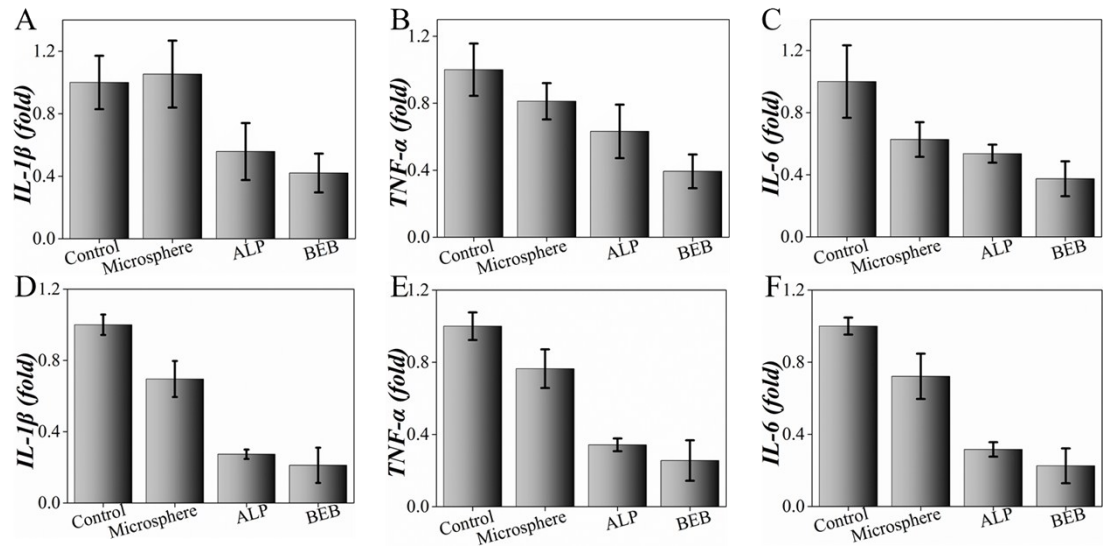 A
IL-1β (fold)
1.2
0.8
0.4
0.0
Control
Microsphere
ALP
BEB
B
TNF-α (fold)
1.2
0.8
0.4
0.0
Control
Microsphere
ALP
BEB
C
IL-6 (fold)
1.2
0.8
0.4
0.0
Control
Microsphere
ALP
BEB
D
IL-1β (fold)
1.2
0.8
0.4
0.0
Control
Microsphere
ALP
BEB
E
TNF-α (fold)
1.2
0.8
0.4
0.0
Control
Microsphere
ALP
BEB
F
IL-6 (fold)
1.2
0.8
0.4
0.0
Control
Microsphere
ALP
BEB